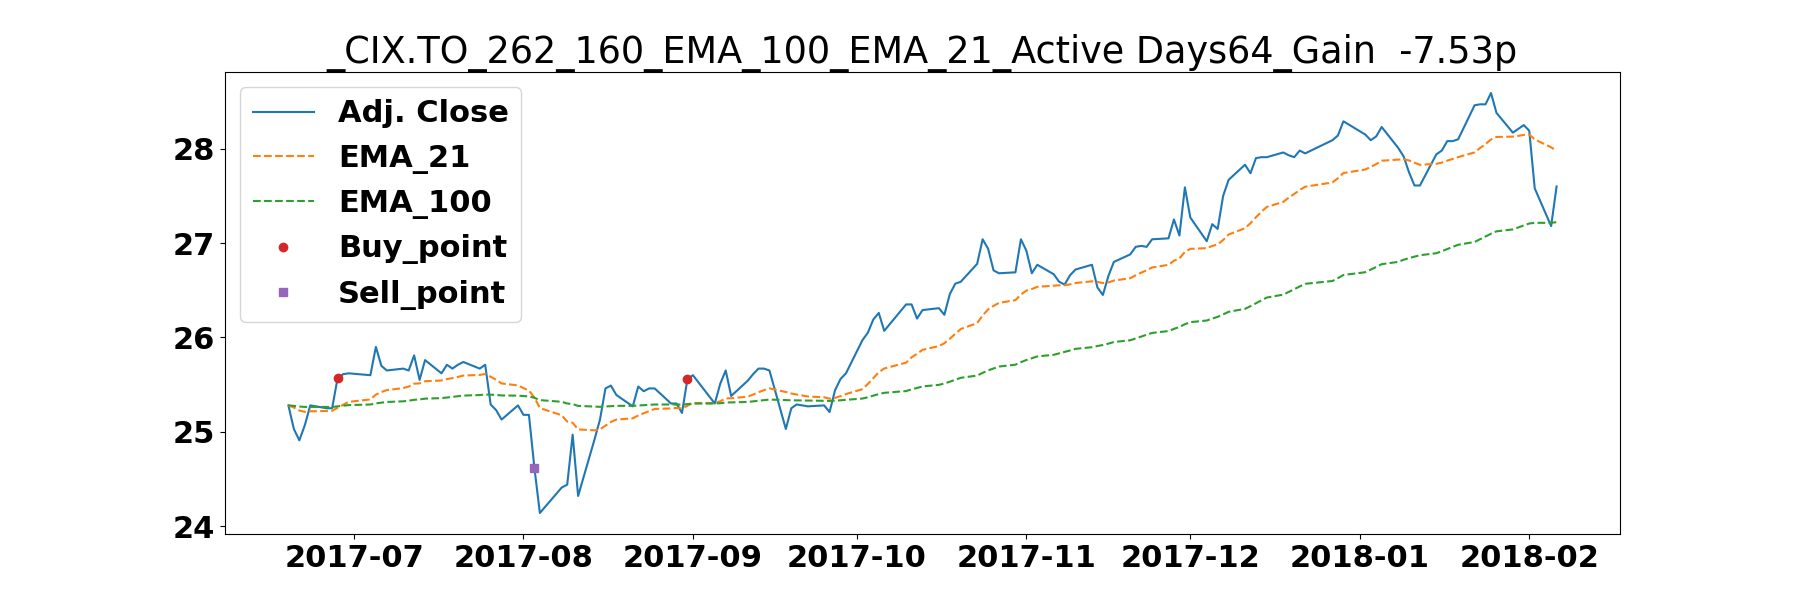 _CIX.TO_262_160_EMA_100_EMA_21_Active Days64_Gain  -7.53p
Adj. Close
EMA_21
EMA_100
Buy_point
Sell_point
28
27
26
25
24
2017-07 2017-08 2017-09 2017-10 2017-11 2017-12 2018-01 2018-02